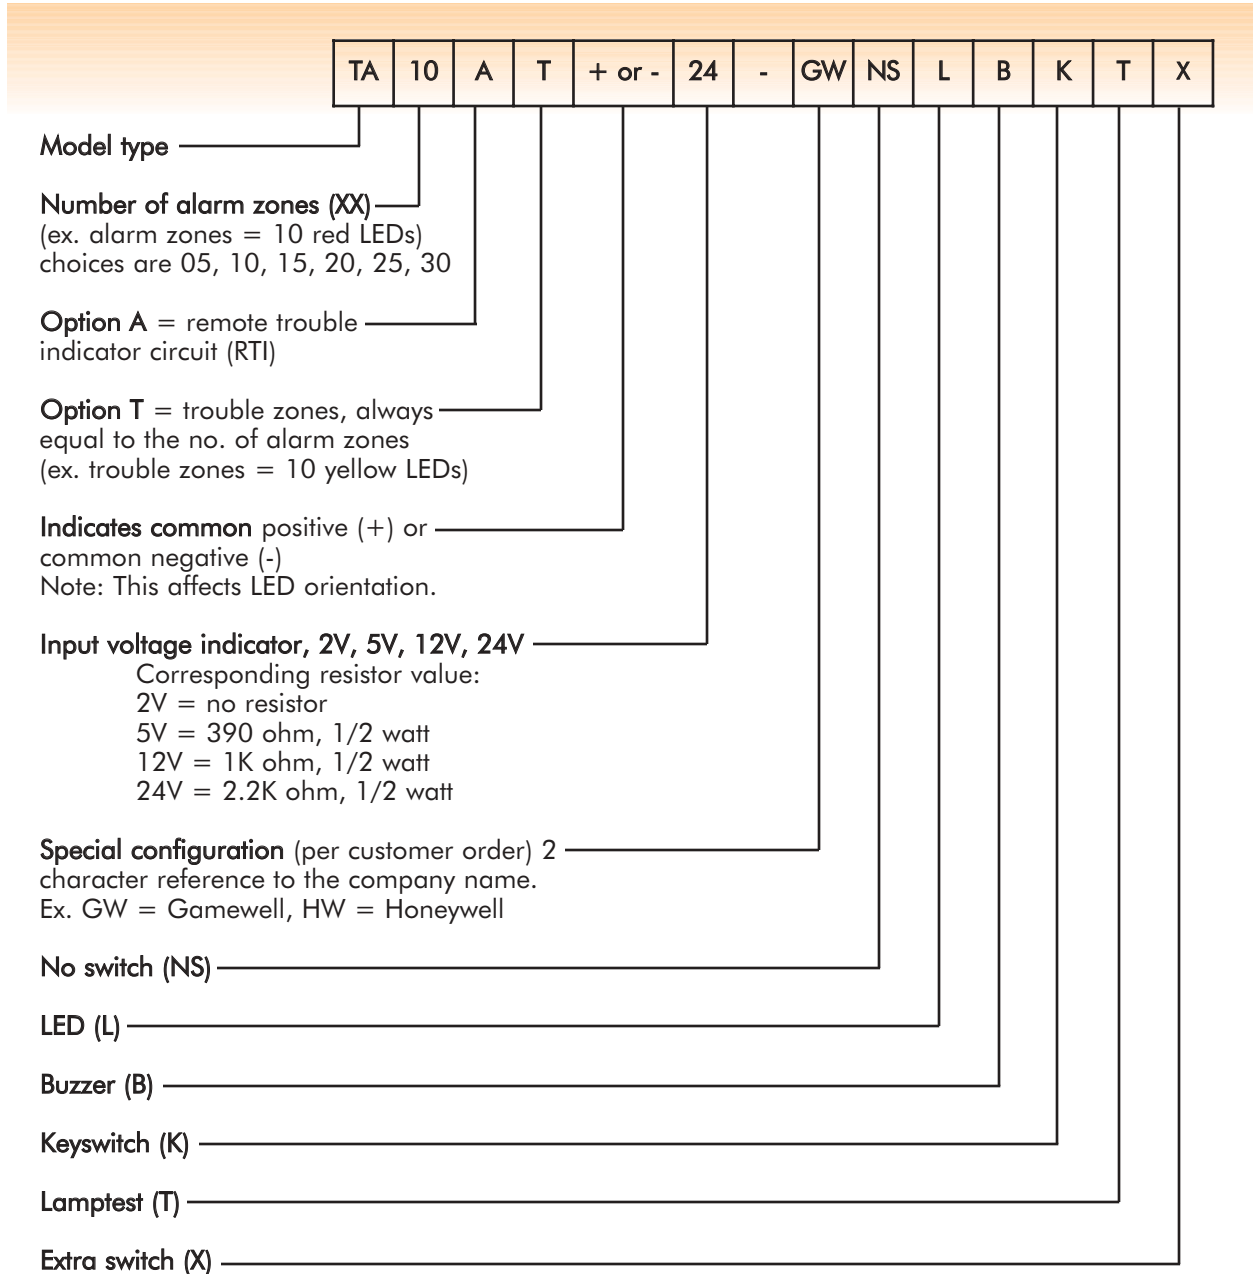 TA 10 A T + or - 24 - GW NS L B K T X
Model type
Number of alarm zones (XX)
(ex. alarm zones = 10 red LEDs)
choices are 05, 10, 15, 20, 25, 30
Option A = remote trouble
indicator circuit (RTI)
Option T = trouble zones, always
equal to the no. of alarm zones
(ex. trouble zones = 10 yellow LEDs)
Indicates common positive (+) or
common negative (-)
Note: This affects LED orientation.
Input voltage indicator, 2V, 5V, 12V, 24V
Corresponding resistor value:
2V = no resistor
5V = 390 ohm, 1/2 watt
12V = 1K ohm, 1/2 watt
24V = 2.2K ohm, 1/2 watt
Special configuration (per customer order) 2
character reference to the company name.
Ex. GW = Gamewell, HW = Honeywell
No switch (NS)
LED (L)
Buzzer (B)
Keyswitch (K)
Lamptest (T)
Extra switch (X)